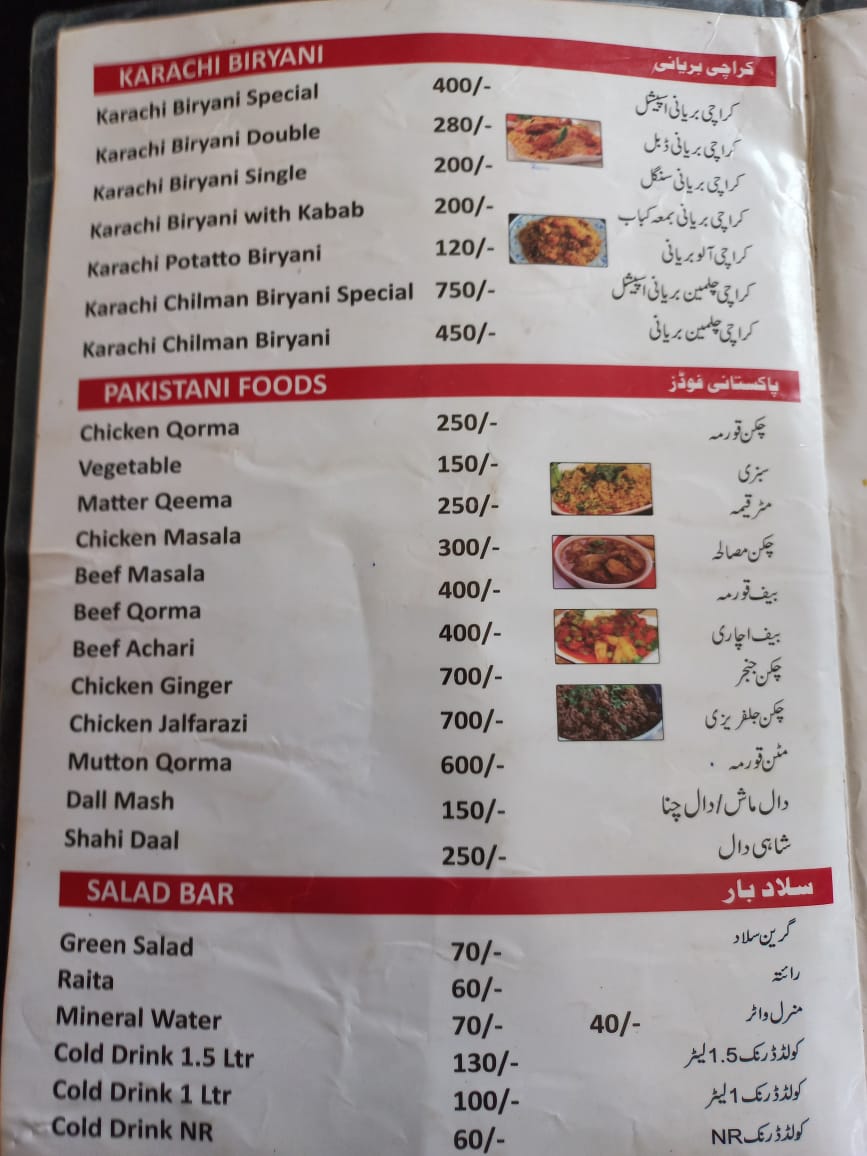 KARACHI BIRYANI کراچی بریانی
Karachi Biryani Special 400/- کراچی بریانی اسپیشل
Karachi Biryani Double 280/- کراچی بریانی ڈبل
Karachi Biryani Single 200/- کراچی بریانی سنگل
Karachi Biryani with Kabab 200/- کراچی بریانی بمعہ کباب
Karachi Potatto Biryani 120/- کراچی آلو بریانی
Karachi Chilman Biryani Special 750/- کراچی چلمین بریانی اسپیشل
Karachi Chilman Biryani 450/- کراچی چلمین بریانی
PAKISTANI FOODS پاکستانی فوڈز
Chicken Qorma
Vegetable
Matter Qeema
Chicken Masala
Beef Masala
Beef Qorma
Beef Achari
Chicken Ginger
Chicken Jalfarazi
Mutton Qorma
Dall Mash
Shahi Daal
250/- چکن قورمہ
150/- سبزی
250/- مٹر قیمہ
300/- چکن مصالحہ
400/- بیف قورمہ
400/- بیف اچاری
700/- چکن جنجر
700/- چکن جلفریزی
600/- مٹن قورمہ
150/- دال ماش/دال چنا
250/- شاہی دال
SALAD BAR سلاد بار
Green Salad 70/- گرین سلاد
Raita 60/- رائتہ
Mineral Water 70/- 40/- منرل واٹر
Cold Drink 1.5 Ltr 130/- کولڈ ڈرنک 1.5 لیٹر
Cold Drink 1 Ltr 100/- کولڈ ڈرنک 1 لیٹر
Cold Drink NR 60/- کولڈ ڈرنک NR